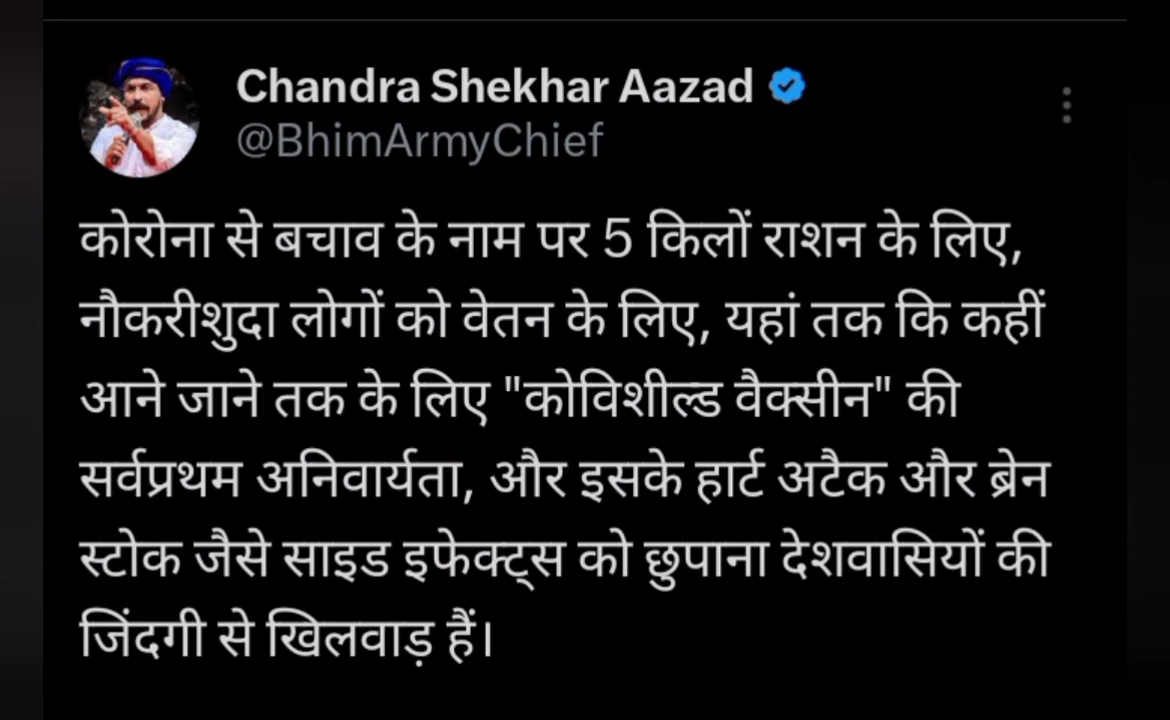 Chandra Shekhar Aazad
@BhimArmyChief
कोरोना से बचाव के नाम पर 5 किलों राशन के लिए,
नौकरीशुदा लोगों को वेतन के लिए, यहां तक कि कहीं
आने जाने तक के लिए "कोविशील्ड वैक्सीन" की
सर्वप्रथम अनिवार्यता, और इसके हार्ट अटैक और ब्रेन
स्टोक जैसे साइड इफेक्ट्स को छुपाना देशवासियों की
जिंदगी से खिलवाड़ हैं।